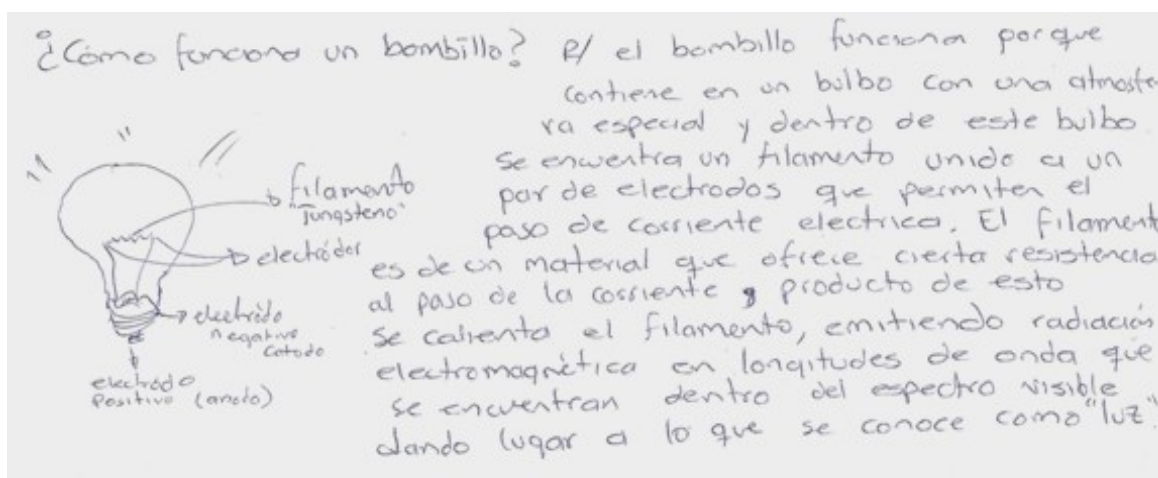 ¿Cómo funciona un bombillo? R/ el bombillo funciona porque
contiene en un bulbo con una atmosfe
ra especial y dentro de este bulbo
se encuentra un filamento unido a un
par de electrodos que permiten el
paso de corriente electrica. El filament
es de un material que ofrece cierta resistencia
al paso de la corriente, producto de esto
se calienta el filamento, emitiendo radiación
electromagnética en longitudes de onda que
se encuentran dentro del espectro visible
dando lugar a lo que se conoce como "luz".
filamento
"Jungsteno"
electródos
electródo
negativo
catodo
electrodo
Positivo (anodo)